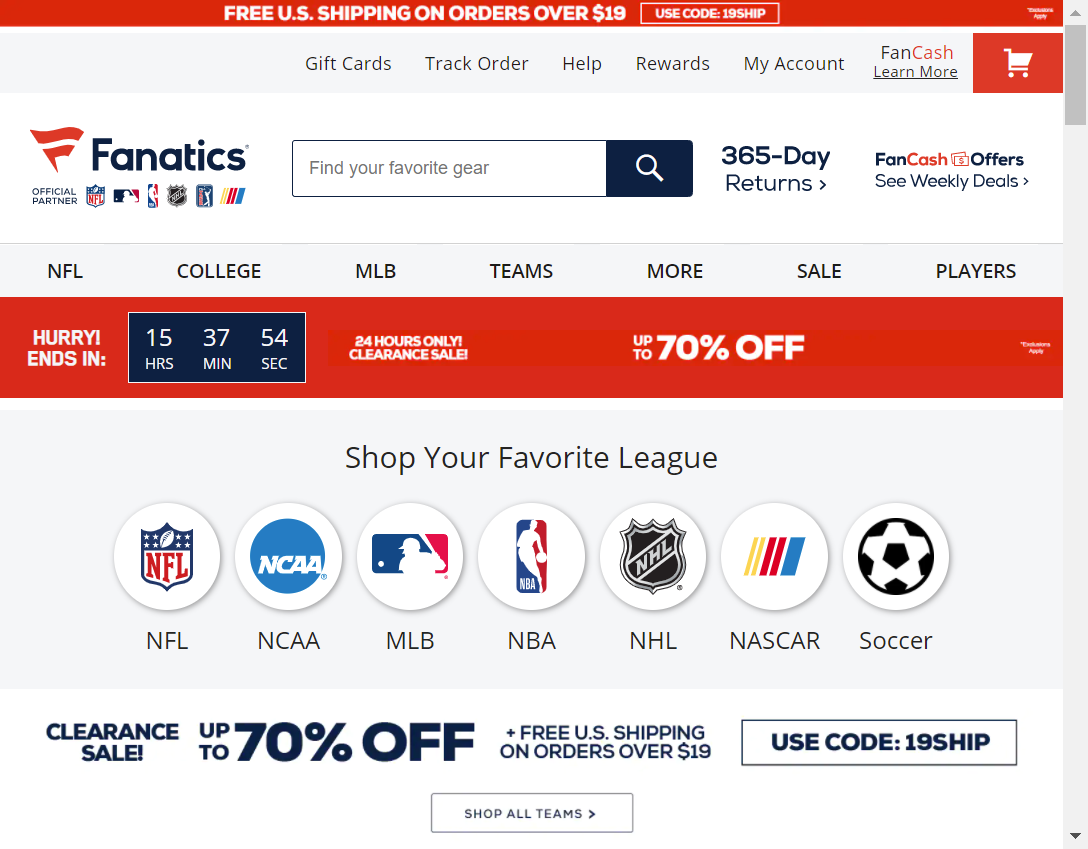 FREE U.S. SHIPPING ON ORDERS OVER $19
USE CODE: 19SHIP
*Exclusions
Apply
Gift Cards
Track Order
Help
Rewards
My Account
FanCash
Learn More
Fanatics
OFFICIAL
PARTNER
Find your favorite gear
365-Day
Returns >
FanCash Offers
See Weekly Deals >
NFL
COLLEGE
MLB
TEAMS
MORE
SALE
PLAYERS
HURRY!
ENDS IN:
15
HRS
37
MIN
54
SEC
24 HOURS ONLY!
CLEARANCE SALE!
UP
TO 70% OFF
*Exclusions
Apply
Shop Your Favorite League
NFL
NCAA
NBA
NHL
NFL
NCAA
MLB
NBA
NHL
NASCAR
Soccer
CLEARANCE
SALE!
UP
TO 70% OFF
+ FREE U.S. SHIPPING
ON ORDERS OVER $19
USE CODE: 19SHIP
SHOP ALL TEAMS >